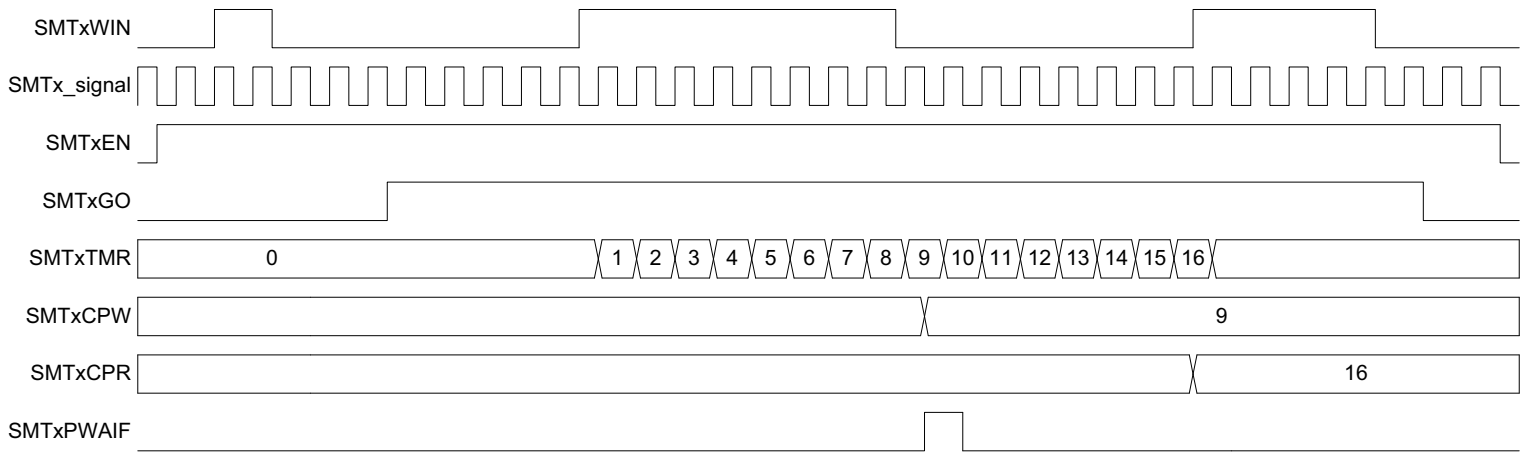 SMTxWIN
SMTx_signal
SMTxEN
SMTxGO
SMTxTMR 0 1 2 3 4 5 6 7 8 9 10 11 12 13 14 15 16
SMTxCPW 9
SMTxCPR 16
SMTxPWAIF